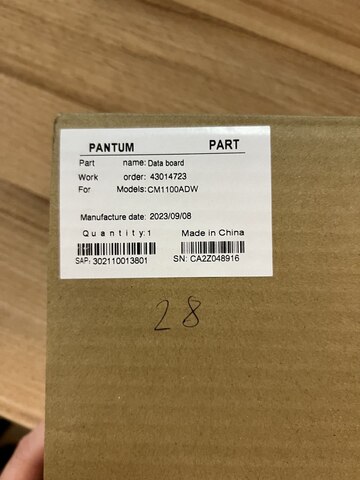 PANTUM PART
Part name: Data board
Work order: 43014723
For Models: CM1100ADW
Manufacture date: 2023/09/08
Quantity:1 Made in China
SAP: 302110013801 SN: CA2Z048916
28